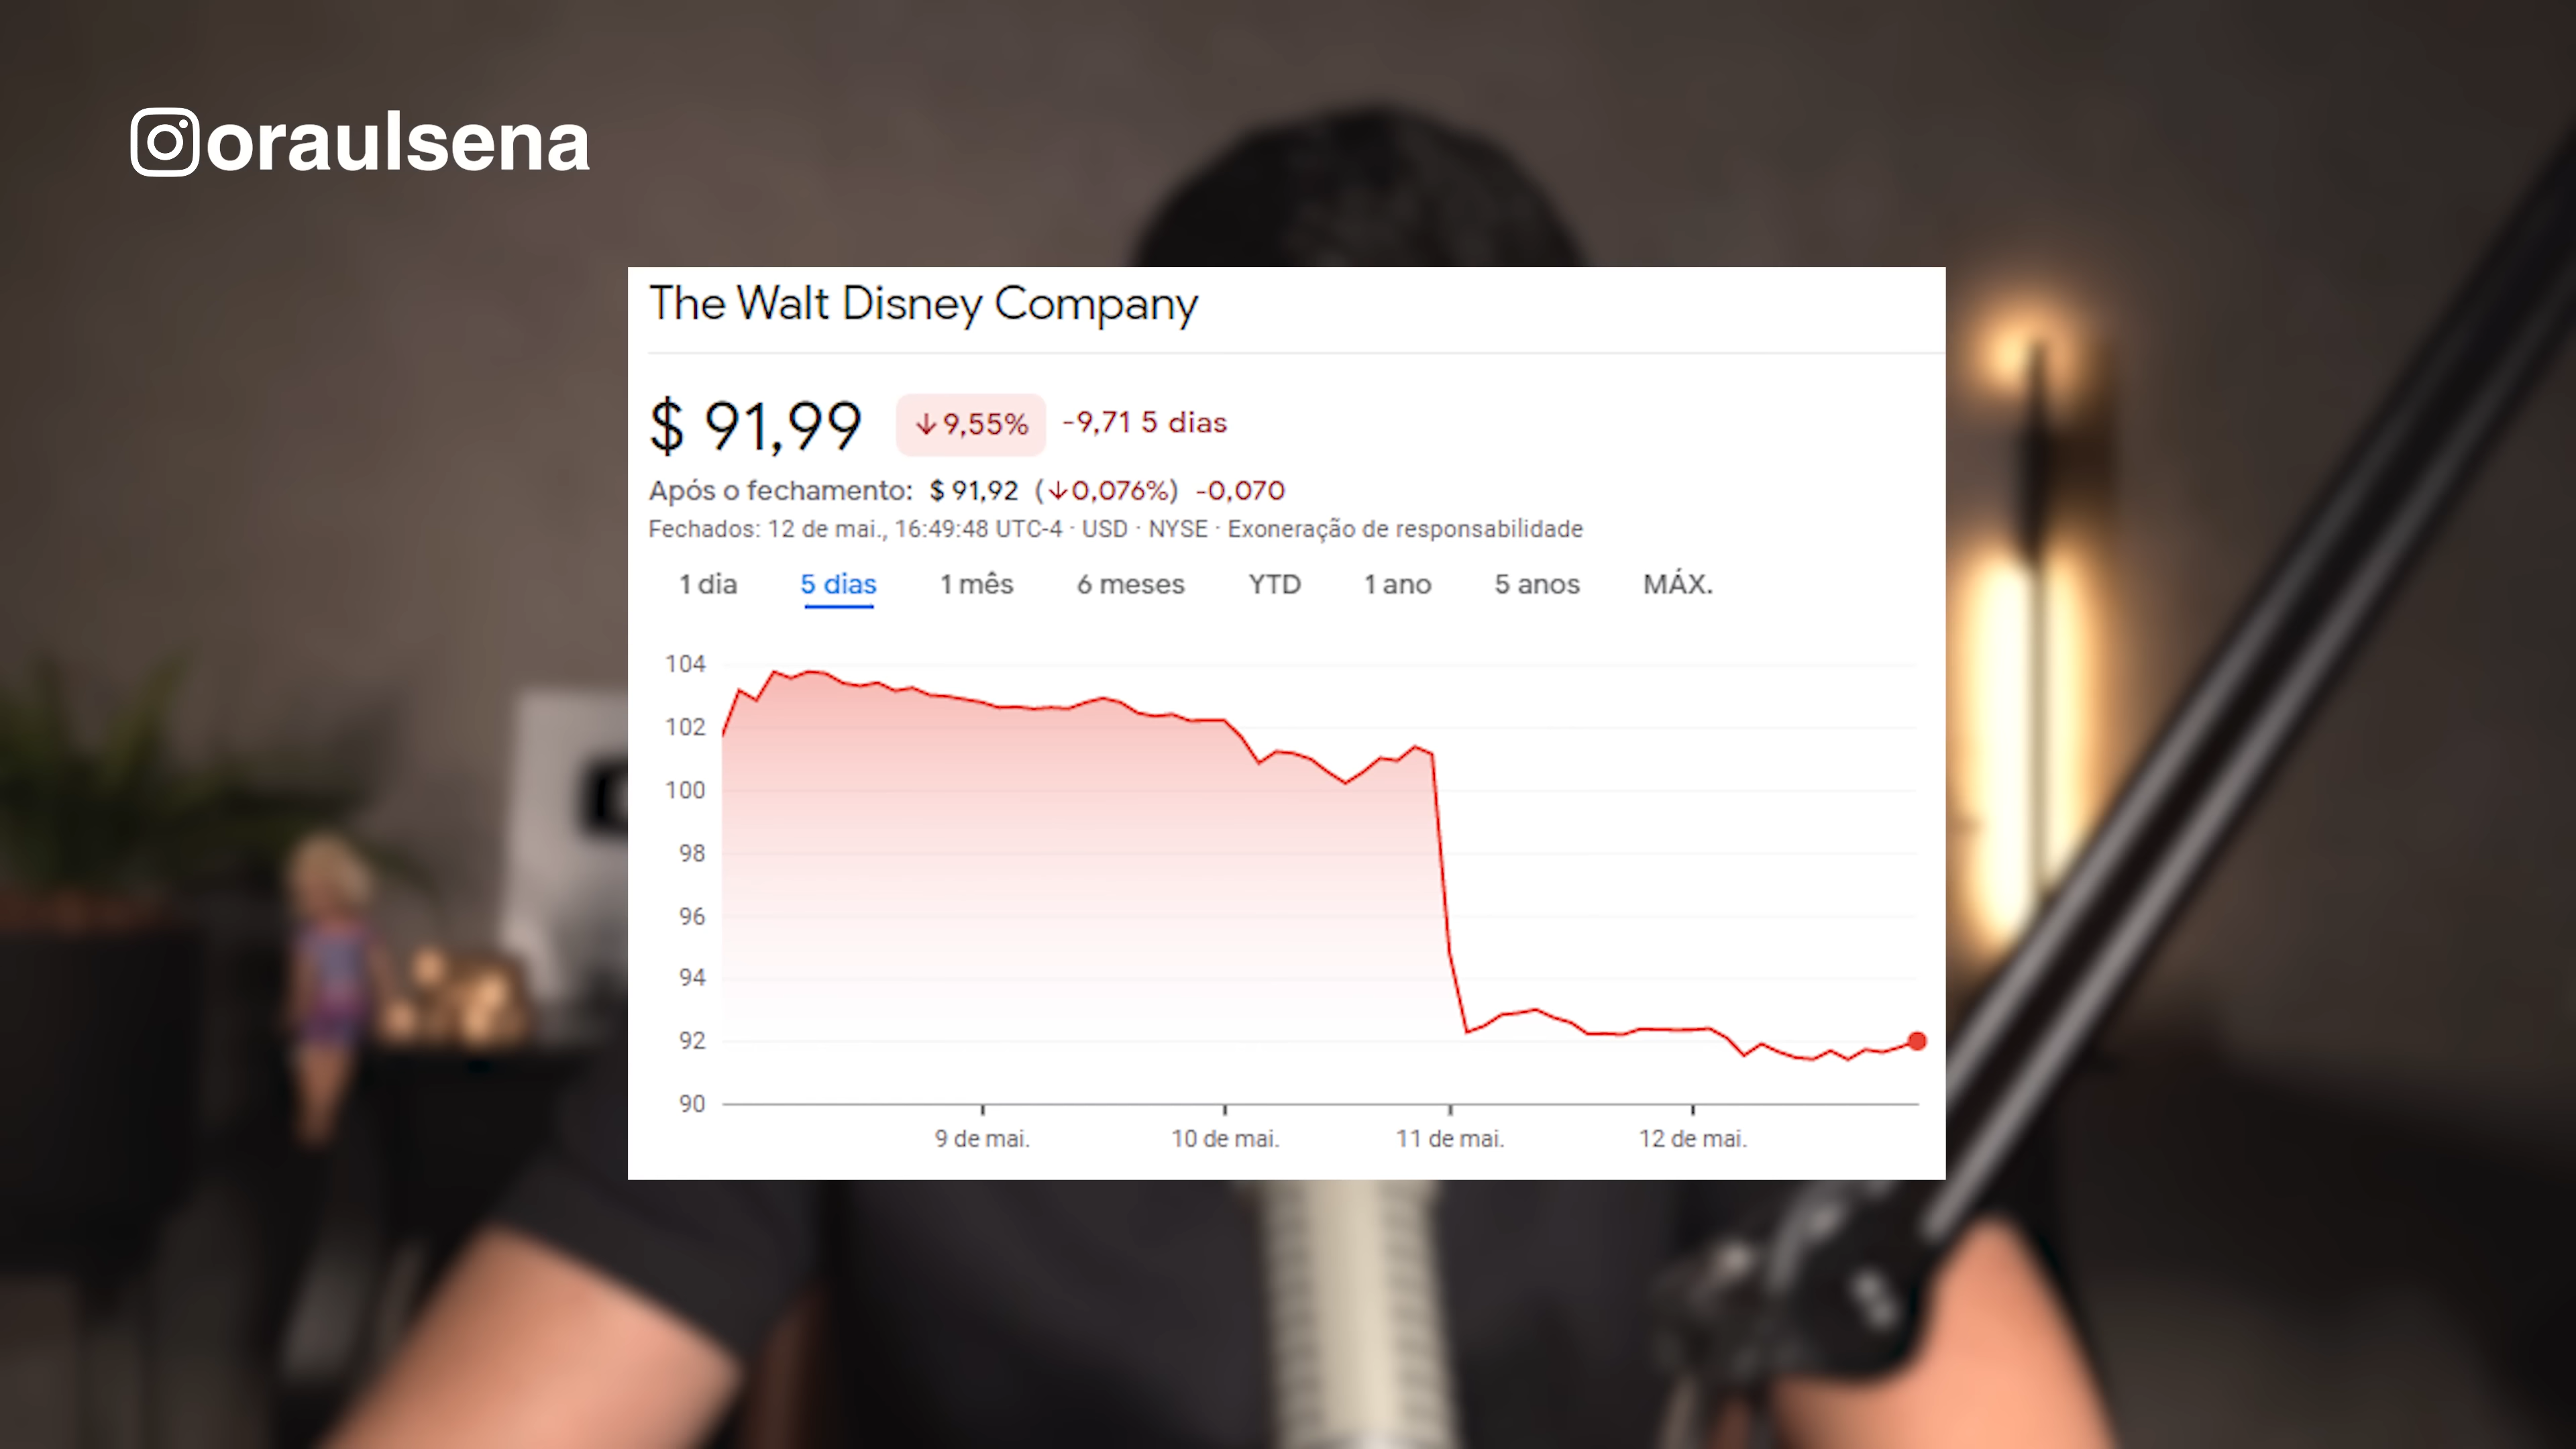 oraulsena
The Walt Disney Company
$ 91,99 ↓9,55% -9,71 5 dias
Após o fechamento: $ 91,92 (↓0,076%) -0,070
Fechados: 12 de mai., 16:49:48 UTC-4 · USD · NYSE · Exoneração de responsabilidade
1 dia 5 dias 1 mês 6 meses YTD 1 ano 5 anos MÁX.
104
102
100
98
96
94
92
90
9 de mai. 10 de mai. 11 de mai. 12 de mai.